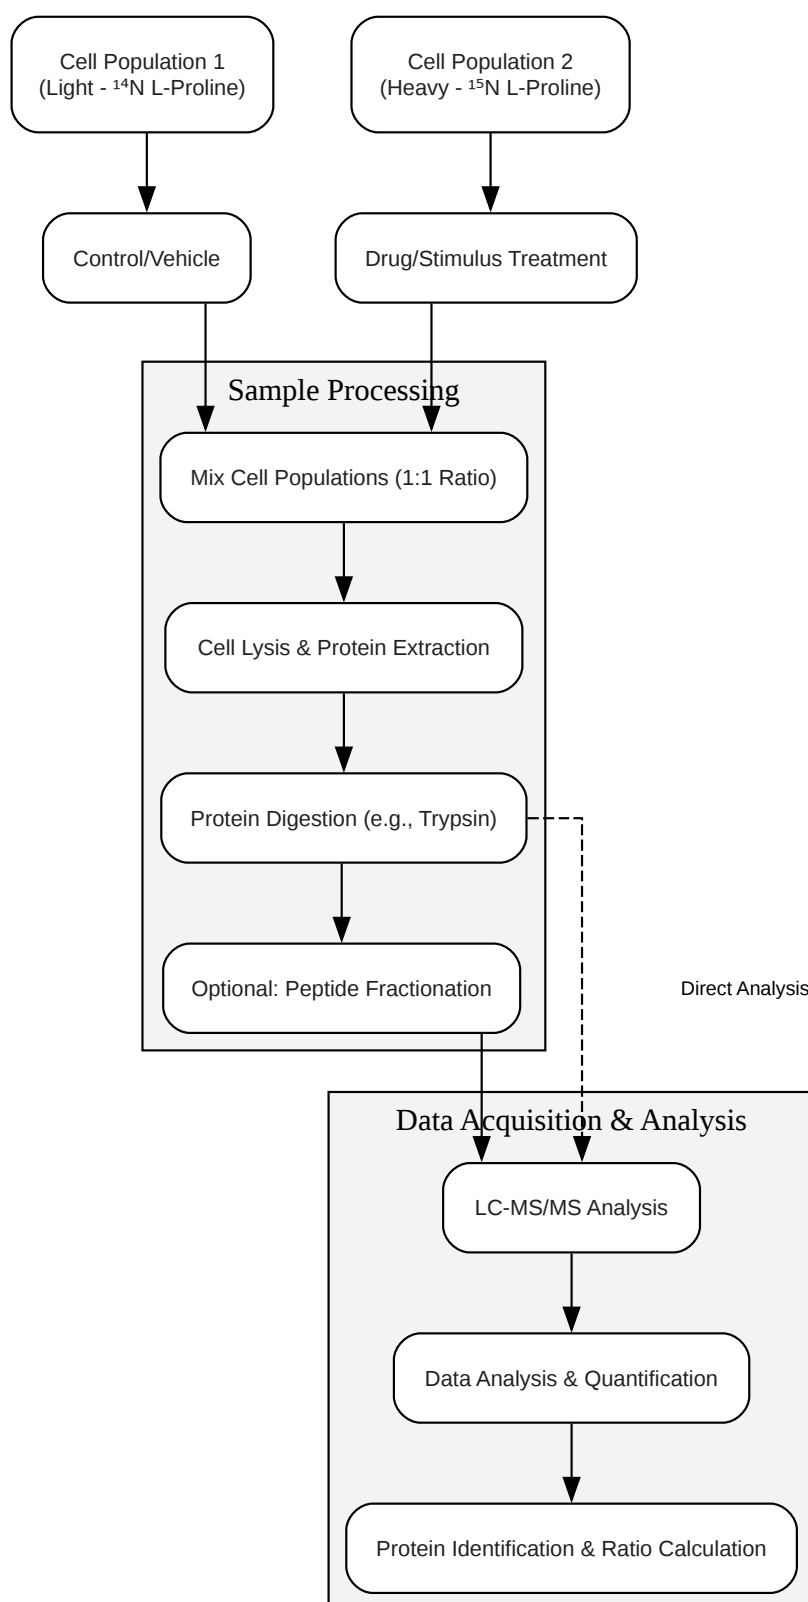 Cell Population 1
(Light - ¹⁴N L-Proline)
Cell Population 2
(Heavy - ¹⁵N L-Proline)
Control/Vehicle
Drug/Stimulus Treatment
Sample Processing
Mix Cell Populations (1:1 Ratio)
Cell Lysis & Protein Extraction
Protein Digestion (e.g., Trypsin)
Optional: Peptide Fractionation
Direct Analysis
Data Acquisition & Analysis
LC-MS/MS Analysis
Data Analysis & Quantification
Protein Identification & Ratio Calculation